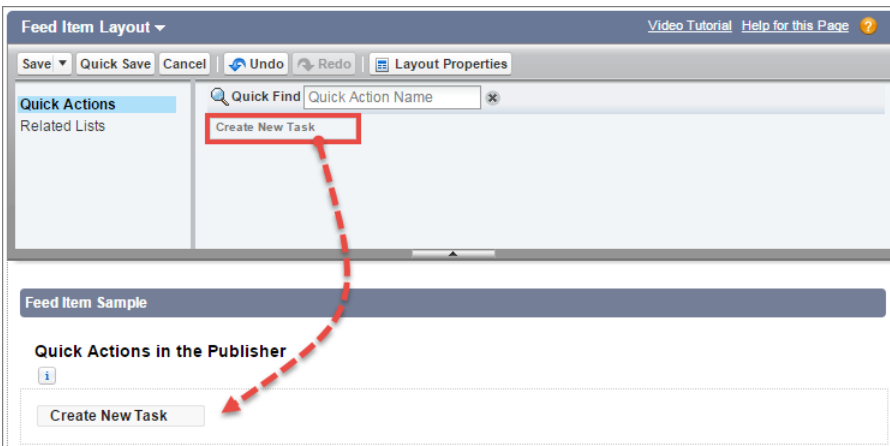 Feed Item Layout Video Tutorial Help for this Page ?
Save Quick Save Cancel Undo Redo Layout Properties
Quick Actions Quick Find Quick Action Name
Related Lists Create New Task
Feed Item Sample
Quick Actions in the Publisher
i
Create New Task